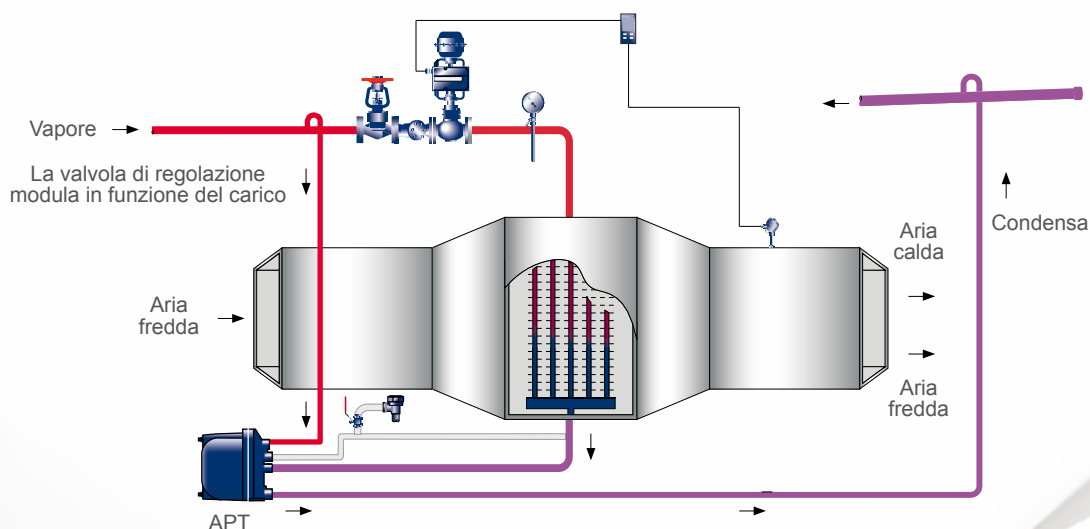 Vapore
La valvola di regolazione
modula in funzione del carico
Aria
fredda
Aria
calda
Condensa
Aria
fredda
APT